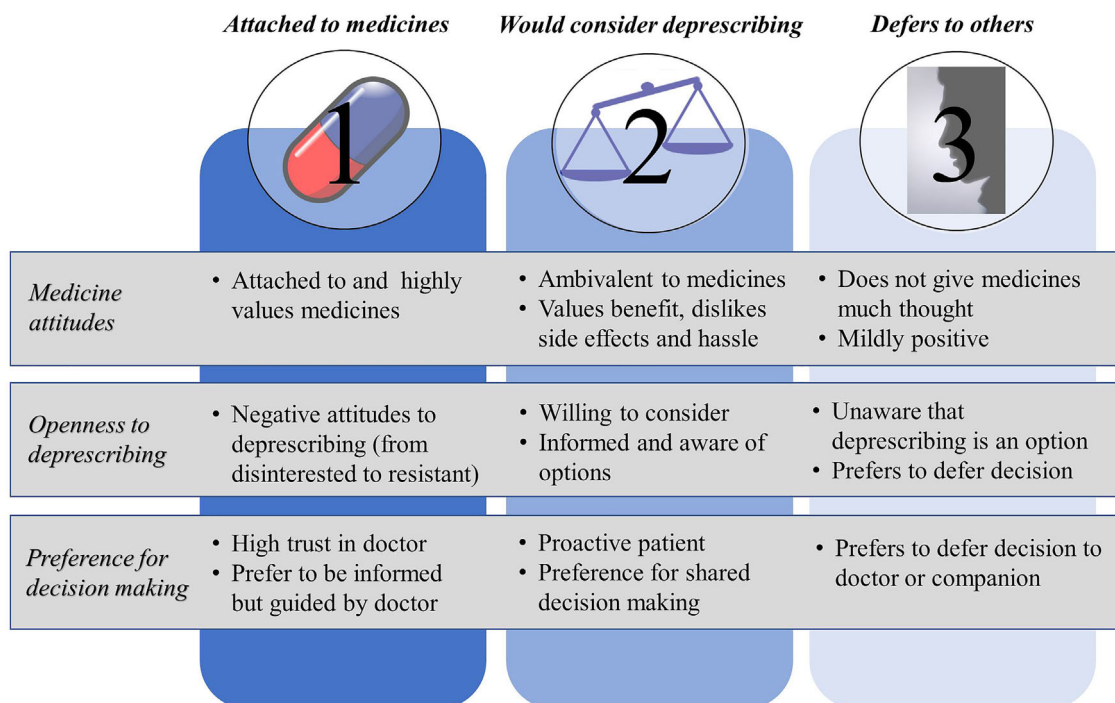 Attached to medicines
Would consider deprescribing
Defers to others
1
2
3
Medicine
attitudes
• Attached to and highly
values medicines
• Ambivalent to medicines
• Values benefit, dislikes
side effects and hassle
• Does not give medicines
much thought
• Mildly positive
Openness to
deprescribing
• Negative attitudes to
deprescribing (from
disinterested to resistant)
• Willing to consider
• Informed and aware of
options
• Unaware that
deprescribing is an option
• Prefers to defer decision
Preference for
decision making
• High trust in doctor
• Prefer to be informed
but guided by doctor
• Proactive patient
• Preference for shared
decision making
• Prefers to defer decision to
doctor or companion